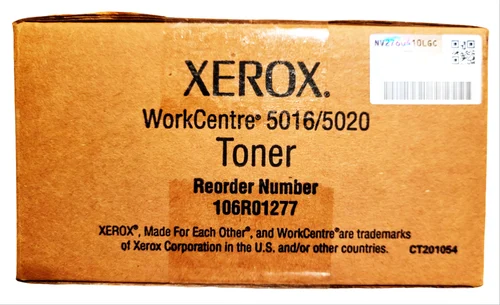 XEROX.
WorkCentre® 5016/5020
Toner
Reorder Number
106R01277
XEROX®, Made For Each Other®, and WorkCentre® are trademarks
of Xerox Corporation in the U.S. and/or other countries.
CT201054